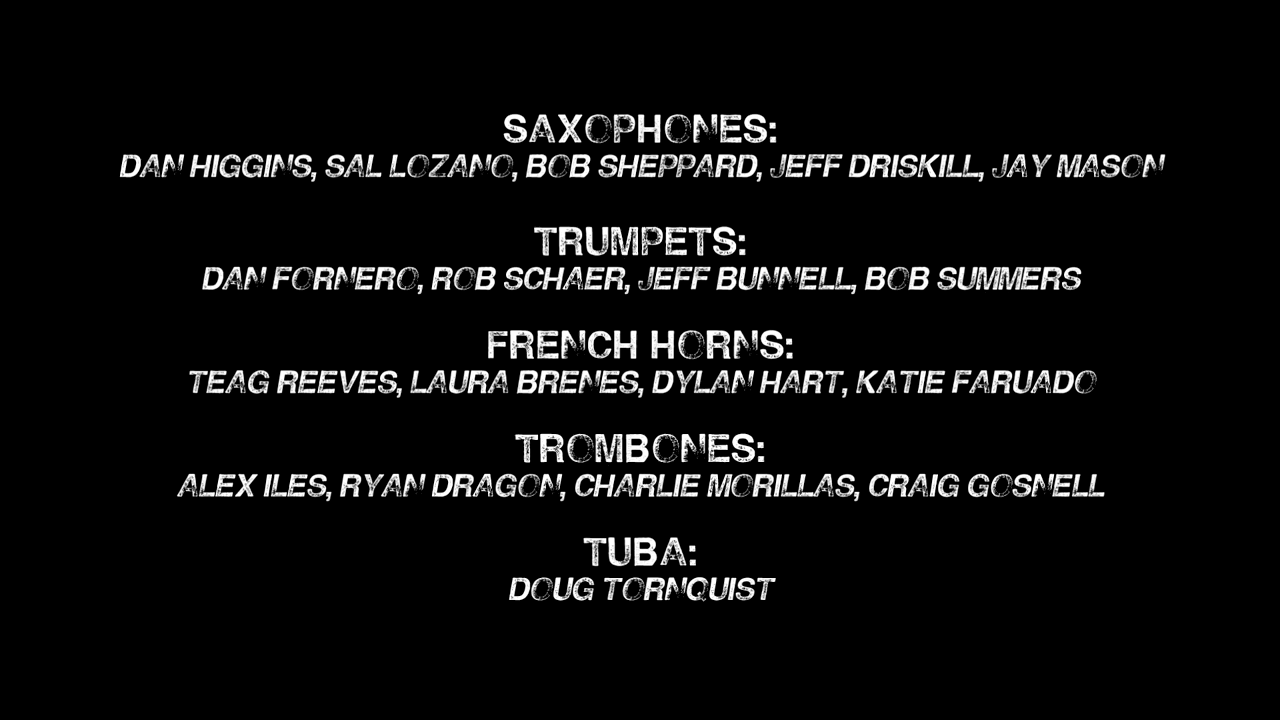 SAXOPHONES:
DAN HIGGINS, SAL LOZANO, BOB SHEPPARD, JEFF DRISKILL, JAY MASON
TRUMPETS:
DAN FORNERO, ROB SCHAER, JEFF BUNNELL, BOB SUMMERS
FRENCH HORNS:
TEAG REEVES, LAURA BRENES, DYLAN HART, KATIE FARUADO
TROMBONES:
ALEX ILES, RYAN DRAGON, CHARLIE MORILLAS, CRAIG GOSNELL
TUBA:
DOUG TORNQUIST